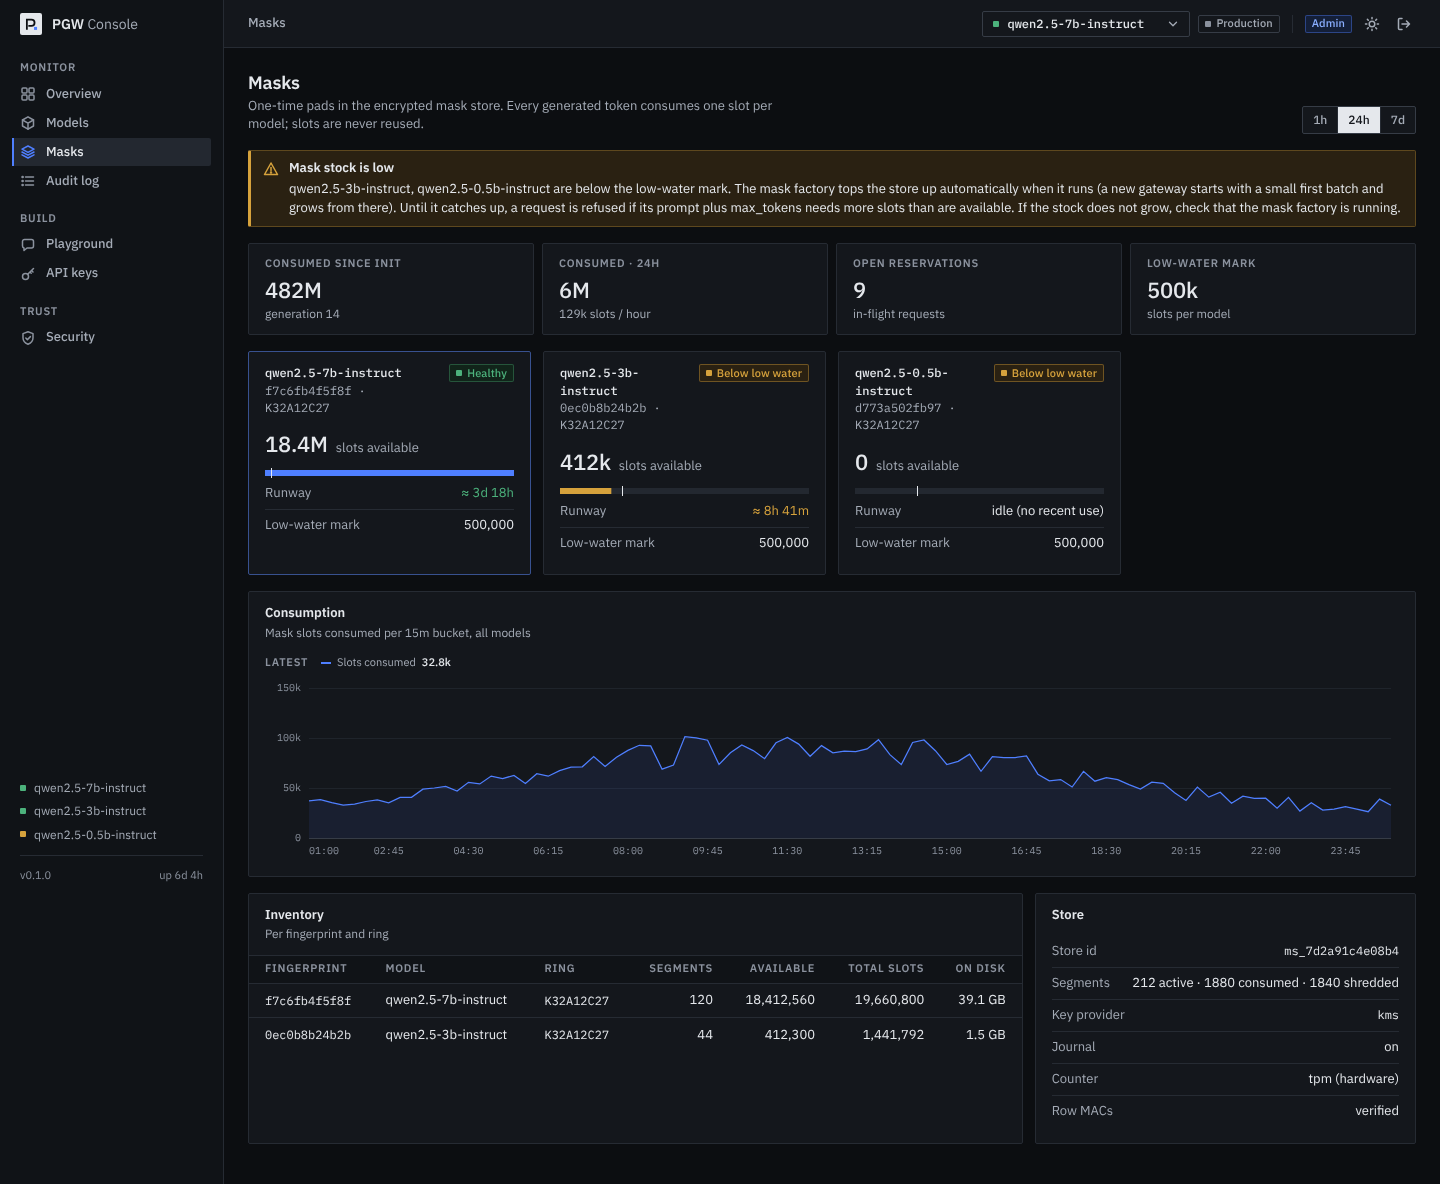 PGW Console
Masks
qwen2.5-7b-instruct
Production
Admin
MONITOR
Overview
Models
Masks
Audit log
BUILD
Playground
API keys
TRUST
Security
qwen2.5-7b-instruct
qwen2.5-3b-instruct
qwen2.5-0.5b-instruct
v0.1.0 up 6d 4h
Masks
One-time pads in the encrypted mask store. Every generated token consumes one slot per
model; slots are never reused.
1h 24h 7d
Mask stock is low
qwen2.5-3b-instruct, qwen2.5-0.5b-instruct are below the low-water mark. The mask factory tops the store up automatically when it runs (a new gateway starts with a small first batch and
grows from there). Until it catches up, a request is refused if its prompt plus max_tokens needs more slots than are available. If the stock does not grow, check that the mask factory is running.
CONSUMED SINCE INIT
482M
generation 14
CONSUMED · 24H
6M
129k slots / hour
OPEN RESERVATIONS
9
in-flight requests
LOW-WATER MARK
500k
slots per model
qwen2.5-7b-instruct
Healthy
f7c6fb4f5f8f ·
K32A12C27
18.4M slots available
Runway ≈ 3d 18h
Low-water mark 500,000
qwen2.5-3b-
instruct
Below low water
0ec0b8b24b2b ·
K32A12C27
412k slots available
Runway ≈ 8h 41m
Low-water mark 500,000
qwen2.5-0.5b-
instruct
Below low water
d773a502fb97 ·
K32A12C27
0 slots available
Runway idle (no recent use)
Low-water mark 500,000
Consumption
Mask slots consumed per 15m bucket, all models
LATEST Slots consumed 32.8k
150k
100k
50k
0
01:00 02:45 04:30 06:15 08:00 09:45 11:30 13:15 15:00 16:45 18:30 20:15 22:00 23:45
Inventory
Per fingerprint and ring
FINGERPRINT MODEL RING SEGMENTS AVAILABLE TOTAL SLOTS ON DISK
f7c6fb4f5f8f qwen2.5-7b-instruct K32A12C27 120 18,412,560 19,660,800 39.1 GB
0ec0b8b24b2b qwen2.5-3b-instruct K32A12C27 44 412,300 1,441,792 1.5 GB
Store
Store id ms_7d2a91c4e08b4
Segments 212 active · 1880 consumed · 1840 shredded
Key provider kms
Journal on
Counter tpm (hardware)
Row MACs verified